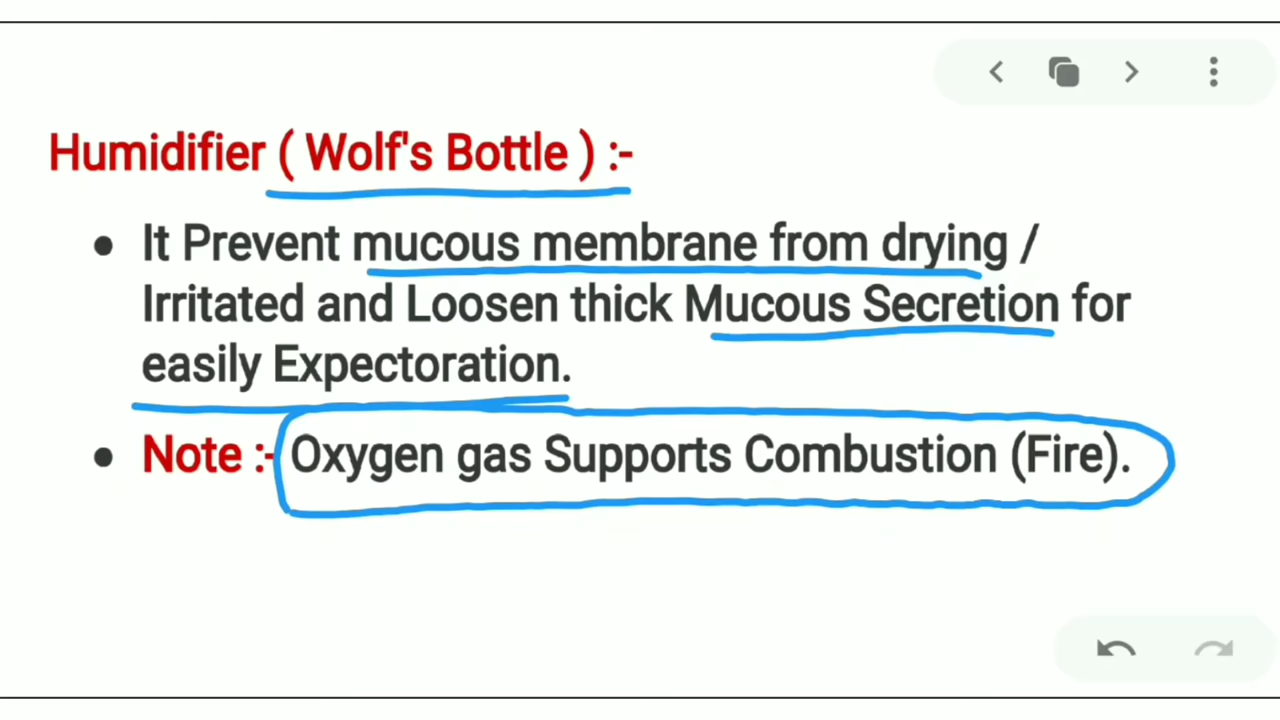 Humidifier ( Wolf's Bottle ) :-
● It Prevent mucous membrane from drying /
Irritated and Loosen thick Mucous Secretion for
easily Expectoration.
● Note :- Oxygen gas Supports Combustion (Fire).